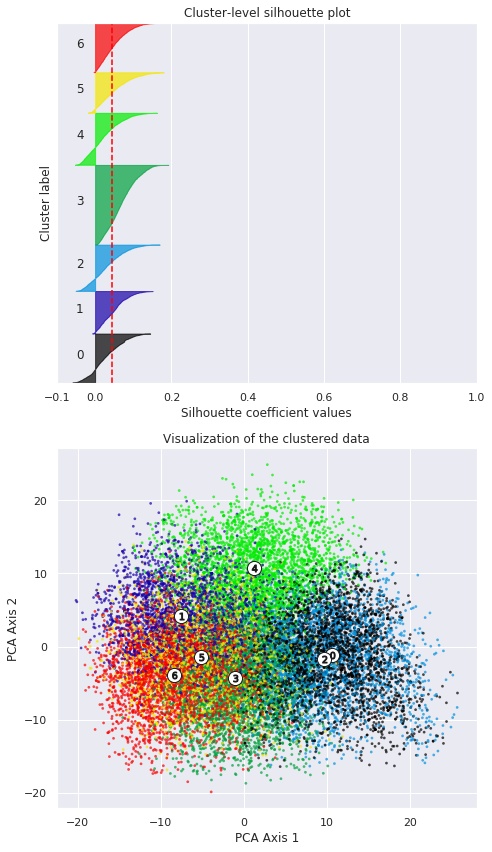 Cluster-level silhouette plot
Cluster label
6
5
4
3
2
1
0
−0.1 0.0 0.2 0.4 0.6 0.8 1.0
Silhouette coefficient values
Visualization of the clustered data
PCA Axis 2
20
10
0
−10
−20
4
1
5
2 0
6
3
−20 −10 0 10 20
PCA Axis 1